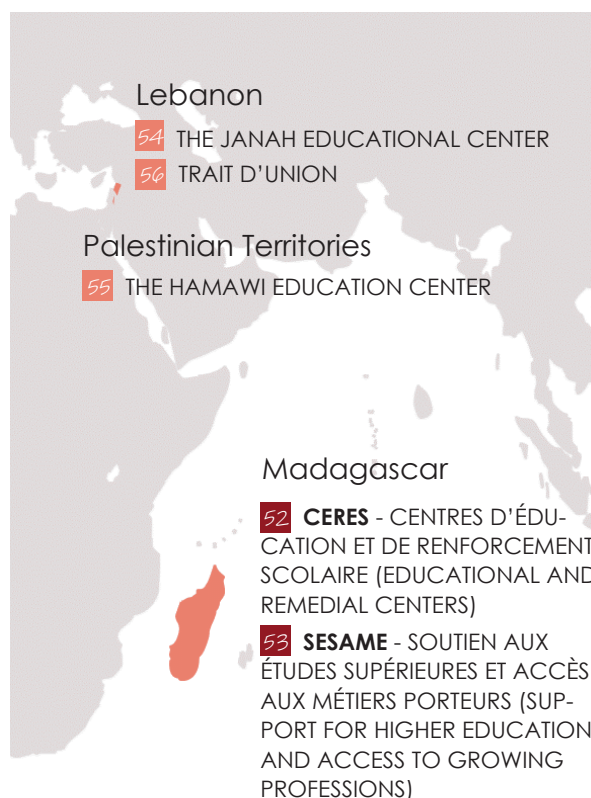 Lebanon
54 THE JANAH EDUCATIONAL CENTER
56 TRAIT D’UNION
Palestinian Territories
55 THE HAMAWI EDUCATION CENTER
Madagascar
52 CERES - CENTRES D’ÉDU-
CATION ET DE RENFORCEMENT
SCOLAIRE (EDUCATIONAL AND
REMEDIAL CENTERS)
53 SESAME - SOUTIEN AUX
ÉTUDES SUPÉRIEURES ET ACCÈS
AUX MÉTIERS PORTEURS (SUP-
PORT FOR HIGHER EDUCATION
AND ACCESS TO GROWING
PROFESSIONS)